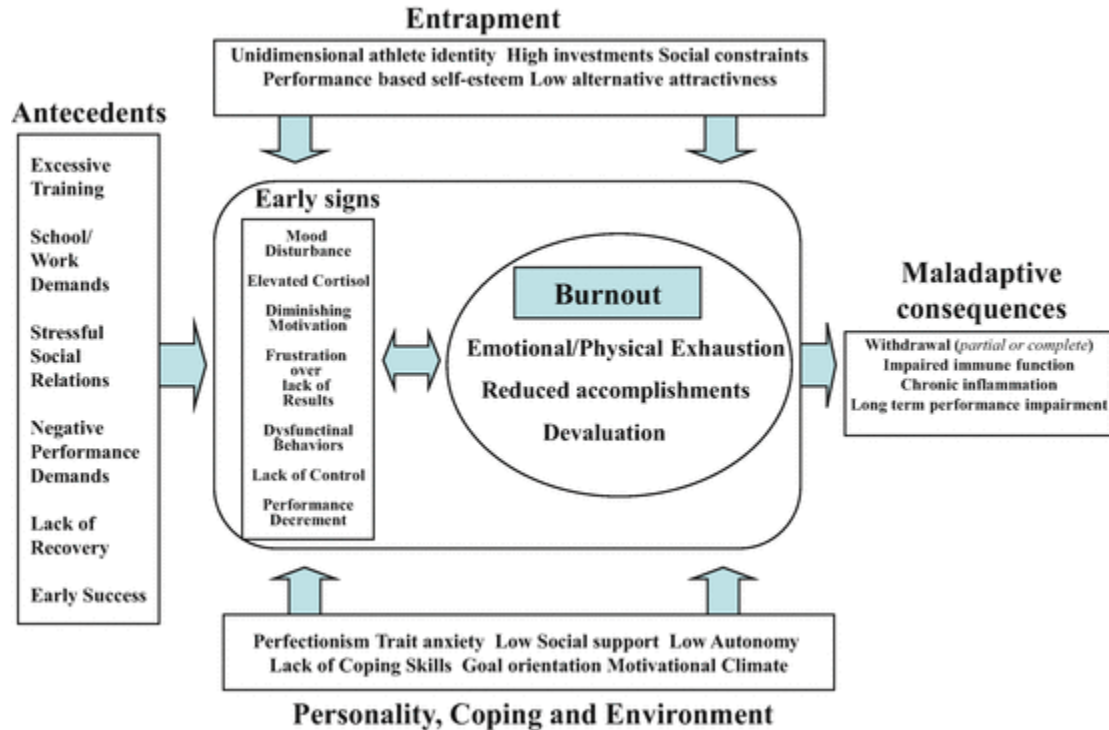 Entrapment
Unidimensional athlete identity High investments Social constraints
Performance based self-esteem Low alternative attractivness
Antecedents
Excessive
Training
School/
Work
Demands
Stressful
Social
Relations
Negative
Performance
Demands
Lack of
Recovery
Early Success
Early signs
Mood
Disturbance
Elevated Cortisol
Diminishing
Motivation
Frustration
over
lack of
Results
Dysfunctinal
Behaviors
Lack of Control
Performance
Decrement
Burnout
Emotional/Physical Exhaustion
Reduced accomplishments
Devaluation
Maladaptive
consequences
Withdrawal (partial or complete)
Impaired immune function
Chronic inflammation
Long term performance impairment
Perfectionism Trait anxiety Low Social support Low Autonomy
Lack of Coping Skills Goal orientation Motivational Climate
Personality, Coping and Environment